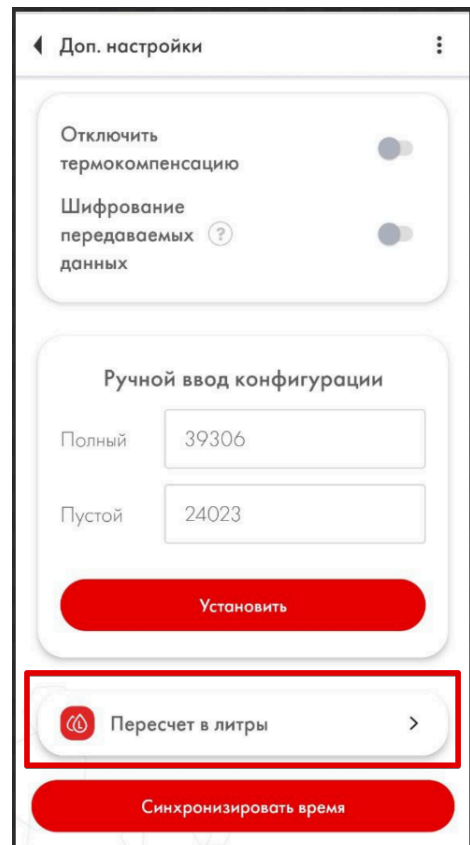 Доп. настройки
Отключить
термокомпенсацию
Шифрование
передаваемых ?
данных
Ручной ввод конфигурации
Полный 39306
Пустой 24023
Установить
Пересчет в литры
Синхронизировать время